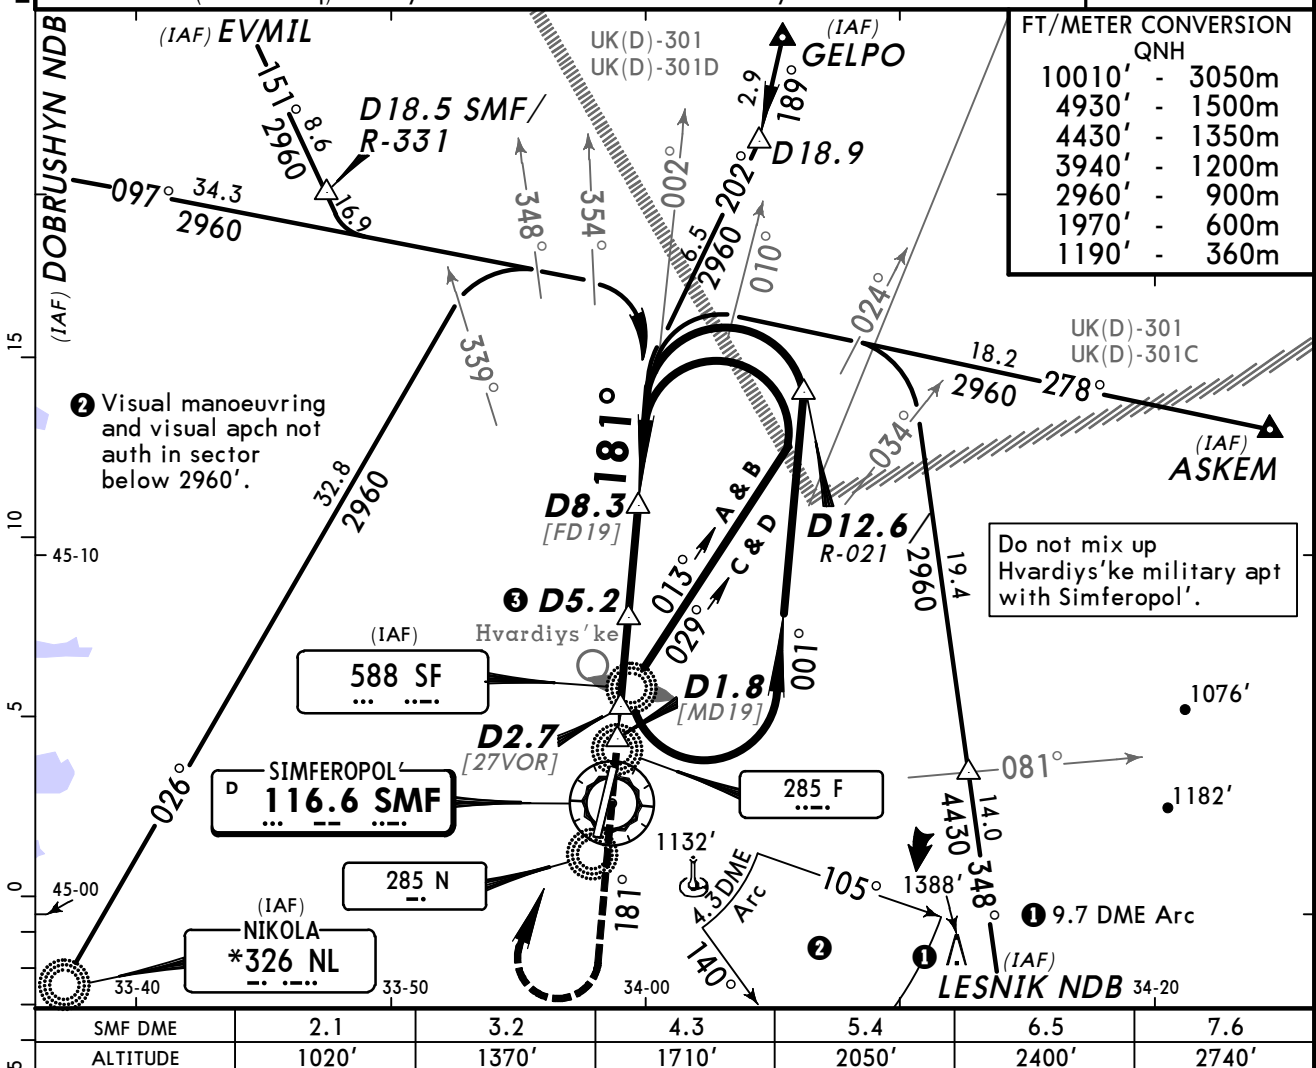 (IAF) DOBRUSHYN NDB
(IAF) EVMIL
151°
8.6
2960
D18.5 SMF/
R-331
16.9
097°
34.3
2960
UK(D)-301
UK(D)-301D
(IAF)
GELPO
2.9
189°
D18.9
202°
6.5
2960
FT/METER CONVERSION
QNH
10010' - 3050m
4930' - 1500m
4430' - 1350m
3940' - 1200m
2960' - 900m
1970' - 600m
1190' - 360m
348°
354°
002°
010°
024°
339°
034°
UK(D)-301
UK(D)-301C
18.2
2960
278°
(IAF)
ASKEM
❷ Visual manoeuvring
and visual apch not
auth in sector
below 2960'.
32.8
2960
026°
181°
D8.3
[FD19]
❸ D5.2
Hvardiys'ke
013°
A & B
029°
C & D
001°
D12.6
R-021
2960
19.4
Do not mix up
Hvardiys'ke military apt
with Simferopol'.
(IAF)
588 SF
D1.8
[MD19]
D2.7
[27VOR]
SIMFEROPOL'
D 116.6 SMF
285 F
285 N
(IAF)
NIKOLA
*326 NL
181°
1132'
4.3 DME
Arc
105°
140°
❷
❶
1388'
081°
14.0
4430
348°
1076'
1182'
❶ 9.7 DME Arc
(IAF)
LESNIK NDB
15
10
5
0
5
45-10
45-00
33-40
33-50
34-00
34-20
SMF DME 2.1 3.2 4.3 5.4 6.5 7.6
ALTITUDE 1020' 1370' 1710' 2050' 2400' 2740'